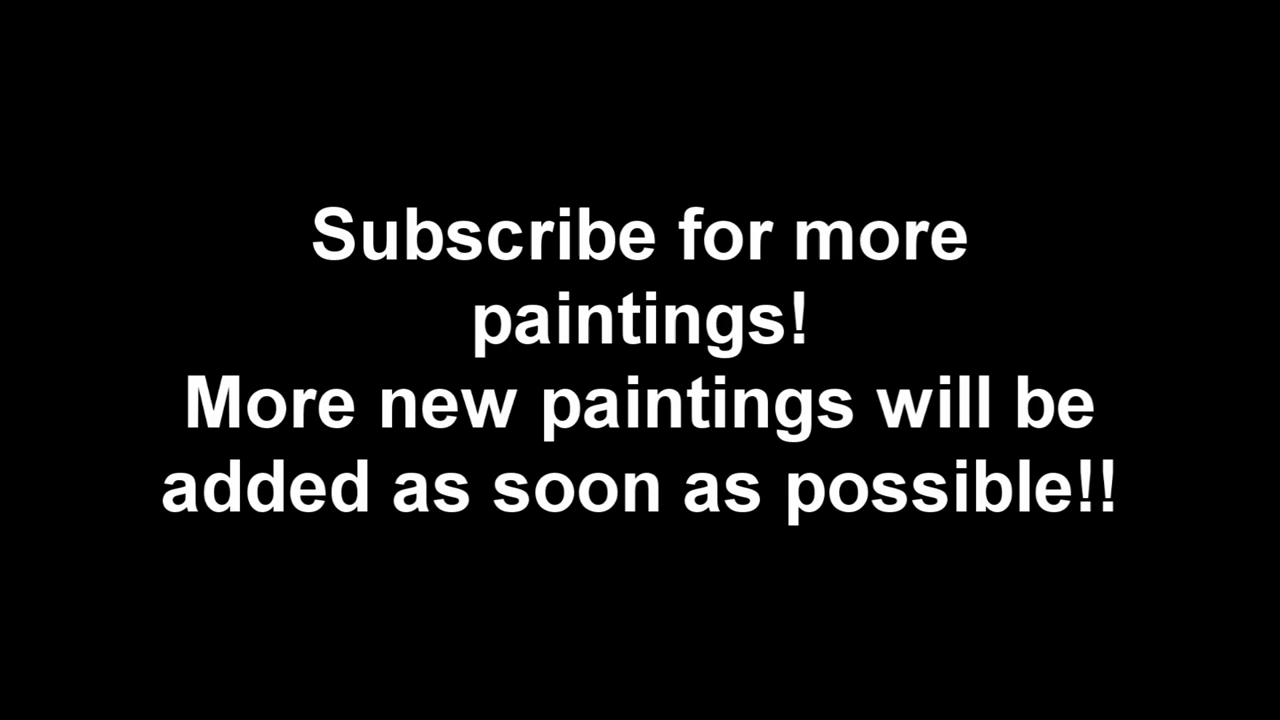 Subscribe for more
paintings!
More new paintings will be
added as soon as possible!!